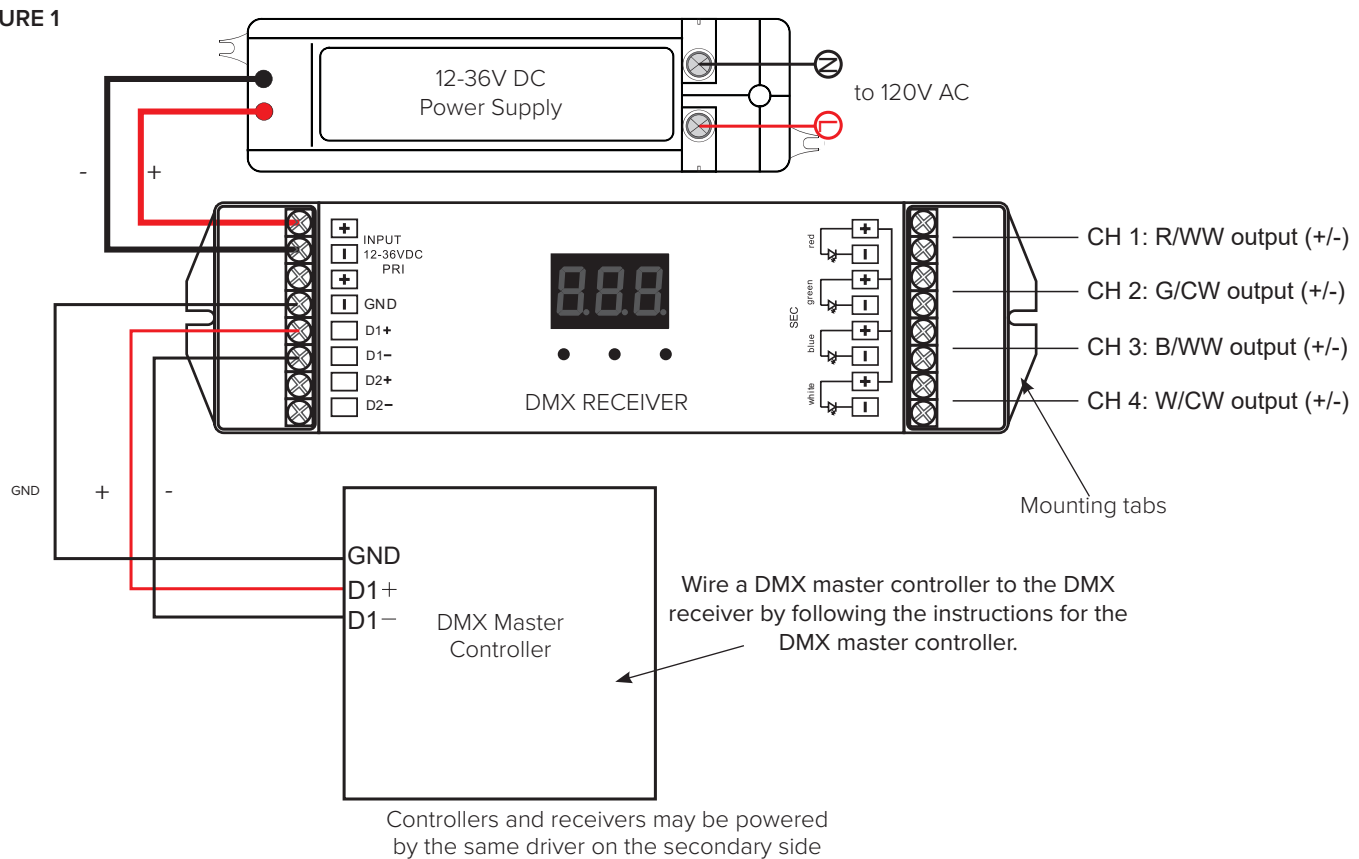 URE 1
12-36V DC
Power Supply
N
to 120V AC
L
-
+
+
INPUT
-
12-36VDC
PRI
+
-
GND
D1+
D1-
D2+
D2-
8.8.8.
DMX RECEIVER
SEC
red
green
blue
white
+
-
+
-
+
-
+
-
CH 1: R/WW output (+/-)
CH 2: G/CW output (+/-)
CH 3: B/WW output (+/-)
CH 4: W/CW output (+/-)
Mounting tabs
GND
+
-
GND
D1+
D1-
DMX Master
Controller
Wire a DMX master controller to the DMX
receiver by following the instructions for the
DMX master controller.
Controllers and receivers may be powered
by the same driver on the secondary side